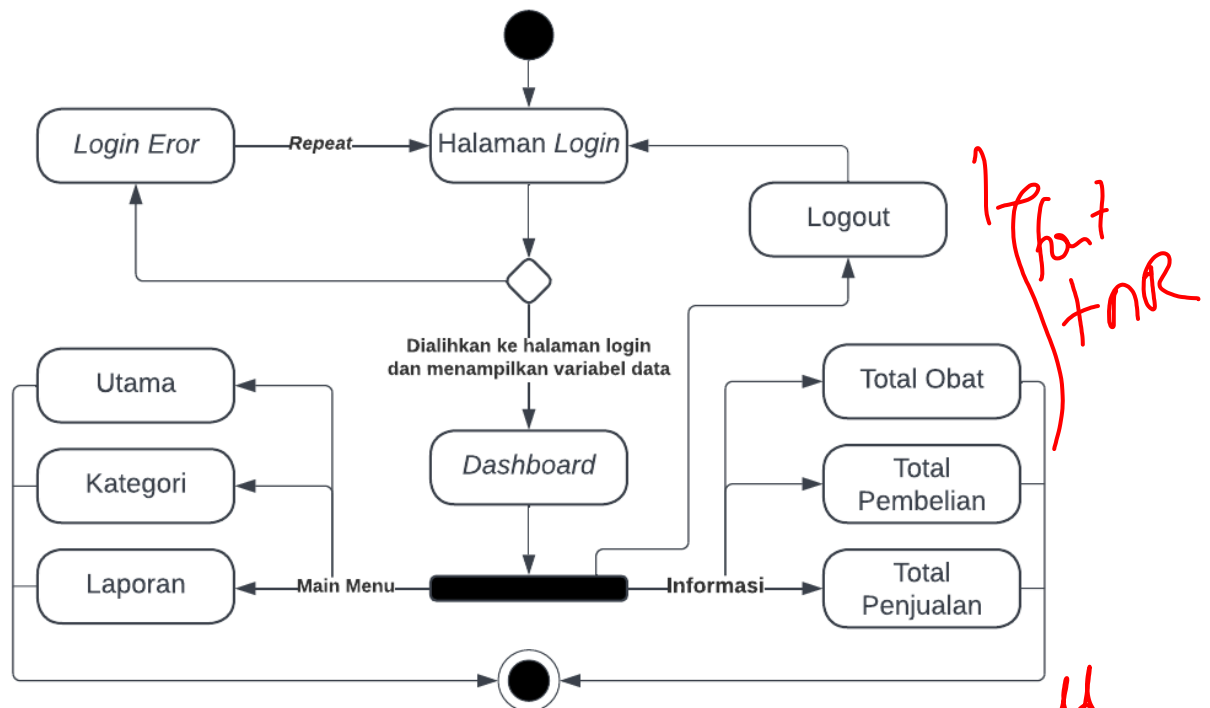 Login Eror
Repeat
Halaman Login
Logout
font
TNR
Dialihkan ke halaman login
dan menampilkan variabel data
Utama
Kategori
Laporan
Main Menu
Dashboard
Informasi
Total Obat
Total
Pembelian
Total
Penjualan